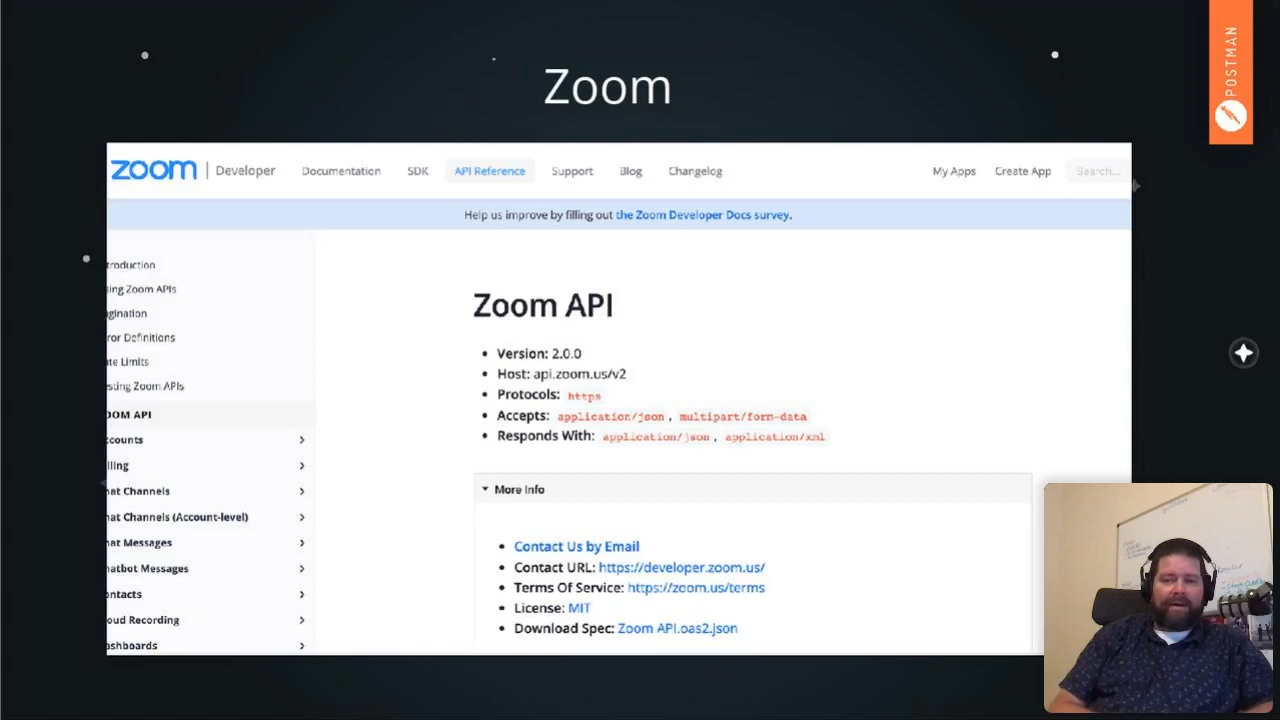 Zoom
POSTMAN
zoom | Developer Documentation SDK API Reference Support Blog Changelog My Apps Create App Search...
Help us improve by filling out the Zoom Developer Docs survey.
troduction
ing Zoom APIs
gination
ror Definitions
te Limits
sting Zoom APIs
OOM API
counts
lling
hat Channels
hat Channels (Account-level)
hat Messages
hatbot Messages
ontacts
oud Recording
ashboards
Zoom API
• Version: 2.0.0
• Host: api.zoom.us/v2
• Protocols: https
• Accepts: application/json, multipart/form-data
• Responds With: application/json, application/xml
More Info
• Contact Us by Email
• Contact URL: https://developer.zoom.us/
• Terms Of Service: https://zoom.us/terms
• License: MIT
• Download Spec: Zoom API.oas2.json